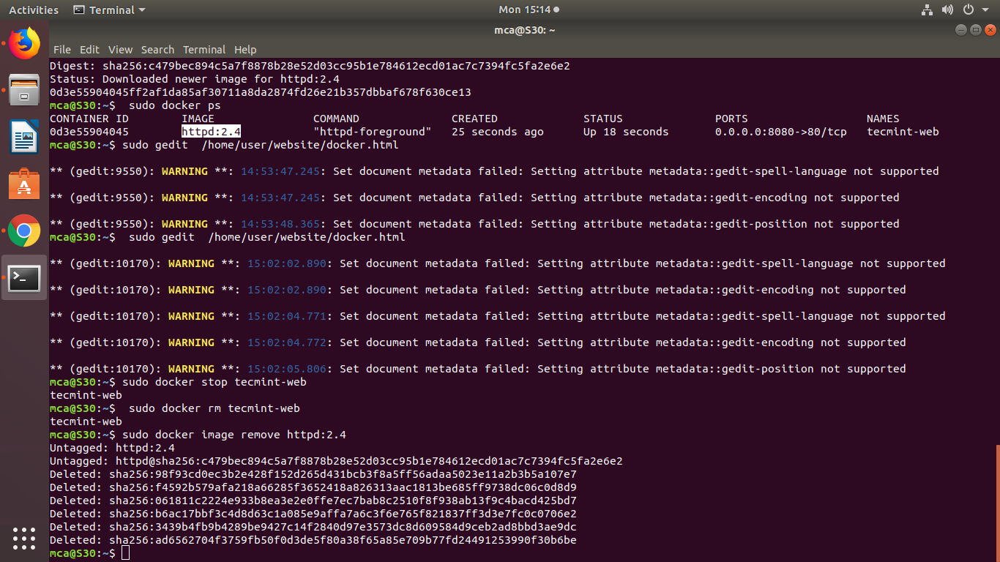 Activities Terminal Mon 15:14
mca@S30: ~
File Edit View Search Terminal Help
Digest: sha256:c479bec894c5a7f8878b28e52d03cc95b1e784612ecd01ac7c7394fc5fa2e6e2
Status: Downloaded newer image for httpd:2.4
0d3e55904045ff2af1da85af30711a8da2874fd26e21b357dbbaf678f630ce13
mca@S30:~$  sudo docker ps
CONTAINER ID        IMAGE               COMMAND              CREATED             STATUS              PORTS                  NAMES
0d3e55904045        httpd:2.4           "httpd-foreground"   25 seconds ago      Up 18 seconds       0.0.0.0:8080->80/tcp   tecmint-web
mca@S30:~$ sudo gedit  /home/user/website/docker.html
** (gedit:9550): WARNING **: 14:53:47.245: Set document metadata failed: Setting attribute metadata::gedit-spell-language not supported
** (gedit:9550): WARNING **: 14:53:47.245: Set document metadata failed: Setting attribute metadata::gedit-encoding not supported
** (gedit:9550): WARNING **: 14:53:48.365: Set document metadata failed: Setting attribute metadata::gedit-position not supported
mca@S30:~$  sudo gedit  /home/user/website/docker.html
** (gedit:10170): WARNING **: 15:02:02.890: Set document metadata failed: Setting attribute metadata::gedit-spell-language not supported
** (gedit:10170): WARNING **: 15:02:02.890: Set document metadata failed: Setting attribute metadata::gedit-encoding not supported
** (gedit:10170): WARNING **: 15:02:04.771: Set document metadata failed: Setting attribute metadata::gedit-spell-language not supported
** (gedit:10170): WARNING **: 15:02:04.772: Set document metadata failed: Setting attribute metadata::gedit-encoding not supported
** (gedit:10170): WARNING **: 15:02:05.806: Set document metadata failed: Setting attribute metadata::gedit-position not supported
mca@S30:~$ sudo docker stop tecmint-web
tecmint-web
mca@S30:~$  sudo docker rm tecmint-web
tecmint-web
mca@S30:~$ sudo docker image remove httpd:2.4
Untagged: httpd:2.4
Untagged: httpd@sha256:c479bec894c5a7f8878b28e52d03cc95b1e784612ecd01ac7c7394fc5fa2e6e2
Deleted: sha256:98f93cd0ec3b2e428f152d265d431bcb3f8a5ff56adaa5023e11a2b3b5a107e7
Deleted: sha256:f4592b579afa218a66285f3652418a826313aac1813be685ff9738dc06c0d8d9
Deleted: sha256:061811c2224e933b8ea3e2e0ffe7ec7bab8c2510f8f938ab13f9c4bacd425bd7
Deleted: sha256:b6ac17bbf3c4d8d63c1a085e9affa7a6c3f6e765f821837ff3d3e7fc0c0706e2
Deleted: sha256:3439b4fb9b4289be9427c14f2840d97e3573dc8d609584d9ceb2ad8bbd3ae9dc
Deleted: sha256:ad6562704f3759fb50f0d3de5f80a38f65a85e709b77fd24491253990f30b6be
mca@S30:~$